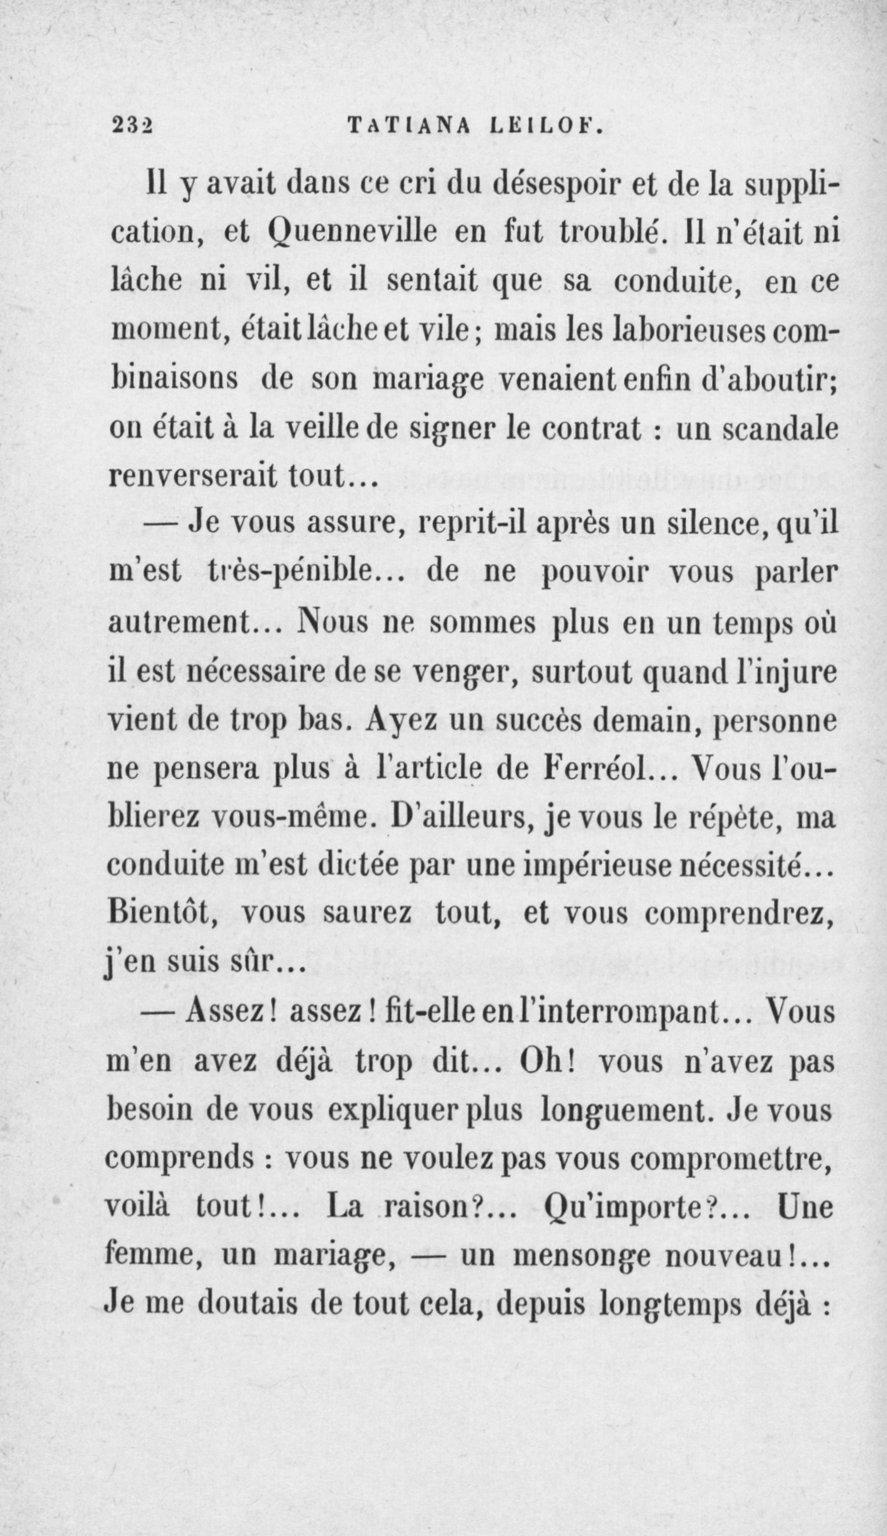 232 TATIANA LEILOF.
Il y avait dans ce cri du désespoir et de la suppli-
cation, et Quenneville en fut troublé. Il n'était ni
lâche ni vil, et il sentait que sa conduite, en ce
moment, était lâche et vile; mais les laborieuses com-
binaisons de son mariage venaient enfin d'aboutir;
on était à la veille de signer le contrat : un scandale
renverserait tout...
— Je vous assure, reprit-il après un silence, qu'il
m'est très-pénible... de ne pouvoir vous parler
autrement... Nous ne sommes plus en un temps où
il est nécessaire de se venger, surtout quand l'injure
vient de trop bas. Ayez un succès demain, personne
ne pensera plus à l'article de Ferréol... Vous l'ou-
blierez vous-même. D'ailleurs, je vous le répète, ma
conduite m'est dictée par une impérieuse nécessité...
Bientôt, vous saurez tout, et vous comprendrez,
j'en suis sûr...
— Assez! assez! fit-elle en l'interrompant... Vous
m'en avez déjà trop dit... Oh! vous n'avez pas
besoin de vous expliquer plus longuement. Je vous
comprends : vous ne voulez pas vous compromettre,
voilà tout!... La raison?... Qu'importe?... Une
femme, un mariage, — un mensonge nouveau!...
Je me doutais de tout cela, depuis longtemps déjà :